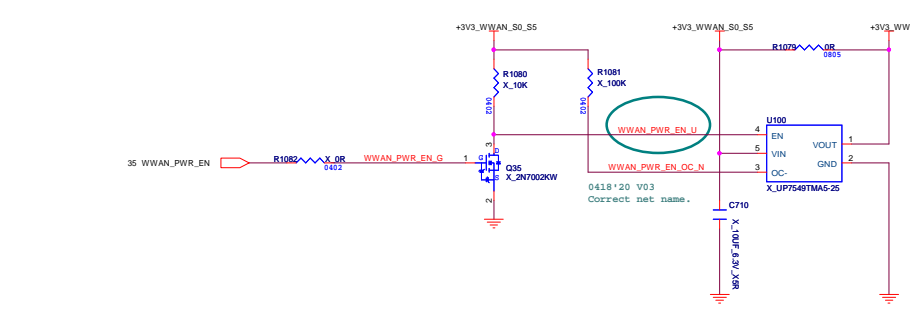 +3V3_WWAN_S0_S5
+3V3_WWAN_S0_S5
+3V3_WW
R1079
0R
0805
R1080
X_10K
0402
R1081
X_100K
0402
U100
WWAN_PWR_EN_U
4
EN
5
VIN
3
OC-
VOUT
1
GND
2
X_UP7549TMA5-25
35 WWAN_PWR_EN
R1082
X_0R
0402
WWAN_PWR_EN_G
1
G
D
S
3
2
Q35
X_2N7002KW
WWAN_PWR_EN_OC_N
0418'20 V03
Correct net name.
C710
X_10UF_6.3V_X5R